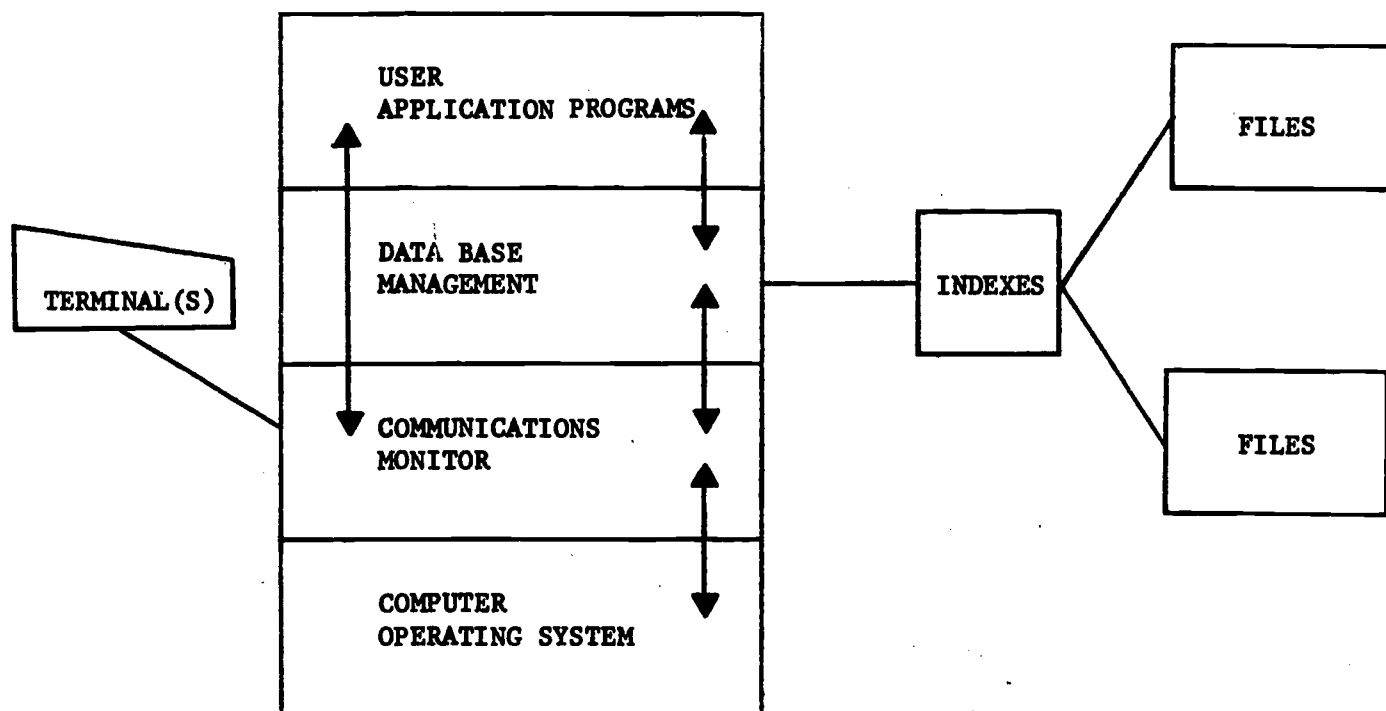 USER
APPLICATION PROGRAMS
FILES
DATA BASE
MANAGEMENT
TERMINAL(S)
INDEXES
COMMUNICATIONS
MONITOR
FILES
COMPUTER
OPERATING SYSTEM